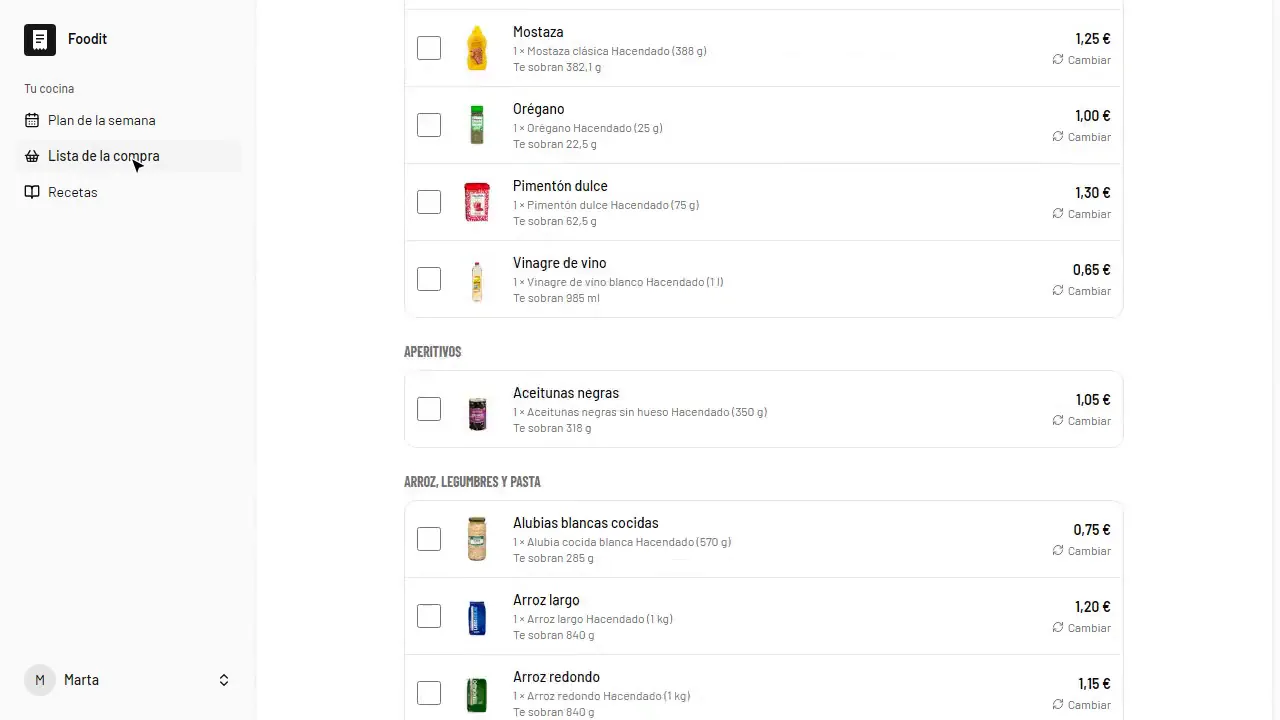 Foodit
Tu cocina
Plan de la semana
Lista de la compra
Recetas
Marta
M
Mostaza
1 × Mostaza clásica Hacendado (388 g)
Te sobran 382,1 g
1,25 €
Cambiar
Orégano
1 × Orégano Hacendado (25 g)
Te sobran 22,5 g
1,00 €
Cambiar
Pimentón dulce
1 × Pimentón dulce Hacendado (75 g)
Te sobran 62,5 g
1,30 €
Cambiar
Vinagre de vino
1 × Vinagre de vino blanco Hacendado (1 l)
Te sobran 985 ml
0,65 €
Cambiar
APERITIVOS
Aceitunas negras
1 × Aceitunas negras sin hueso Hacendado (350 g)
Te sobran 318 g
1,05 €
Cambiar
ARROZ, LEGUMBRES Y PASTA
Alubias blancas cocidas
1 × Alubia cocida blanca Hacendado (570 g)
Te sobran 285 g
0,75 €
Cambiar
Arroz largo
1 × Arroz largo Hacendado (1 kg)
Te sobran 840 g
1,20 €
Cambiar
Arroz redondo
1 × Arroz redondo Hacendado (1 kg)
Te sobran 840 g
1,15 €
Cambiar